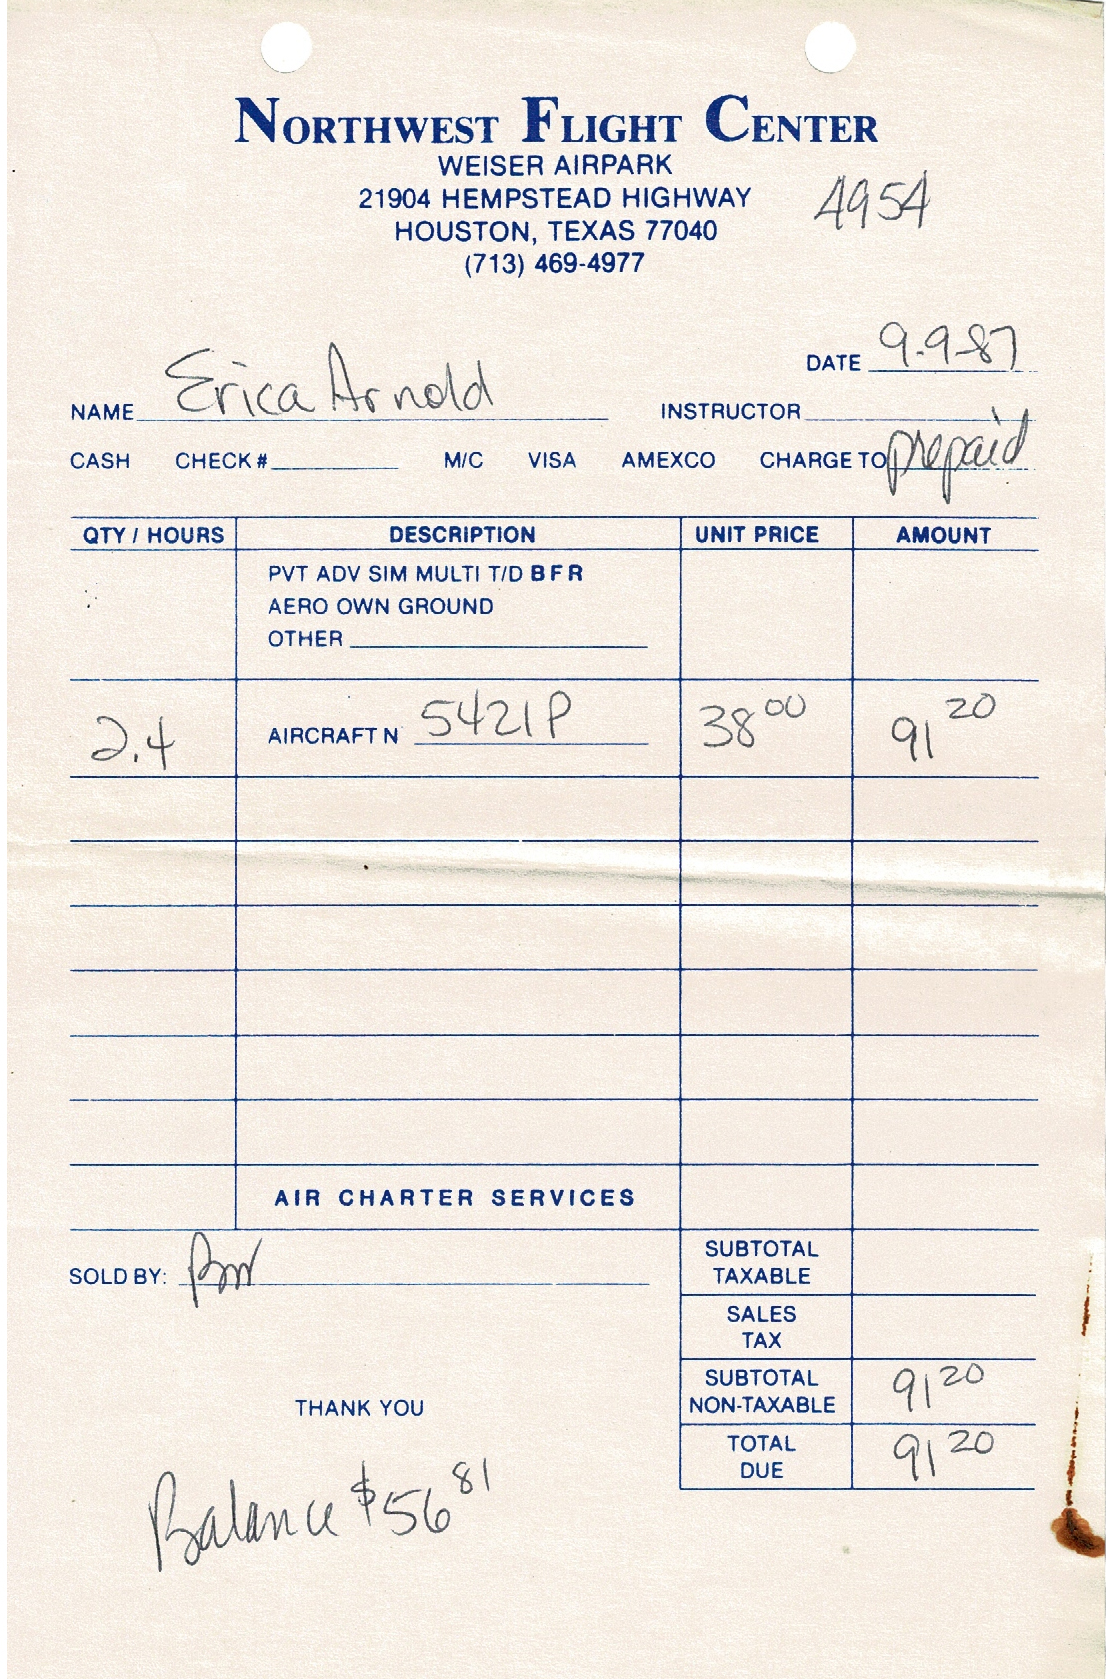 NORTHWEST FLIGHT CENTER
WEISER AIRPARK
21904 HEMPSTEAD HIGHWAY
HOUSTON, TEXAS 77040
(713) 469-4977
4954
DATE 9-9-87
NAME Erica Arnold INSTRUCTOR
CASH CHECK # M/C VISA AMEXCO CHARGE TO prepaid
QTY / HOURS DESCRIPTION UNIT PRICE AMOUNT
PVT ADV SIM MULTI T/D BFR
AERO OWN GROUND
OTHER
2.4 AIRCRAFT N 5421P 38 00 91 20
AIR CHARTER SERVICES
SOLD BY:
SUBTOTAL
TAXABLE
SALES
TAX
SUBTOTAL
NON-TAXABLE 91 20
THANK YOU
TOTAL
DUE 91 20
Balance $56 81